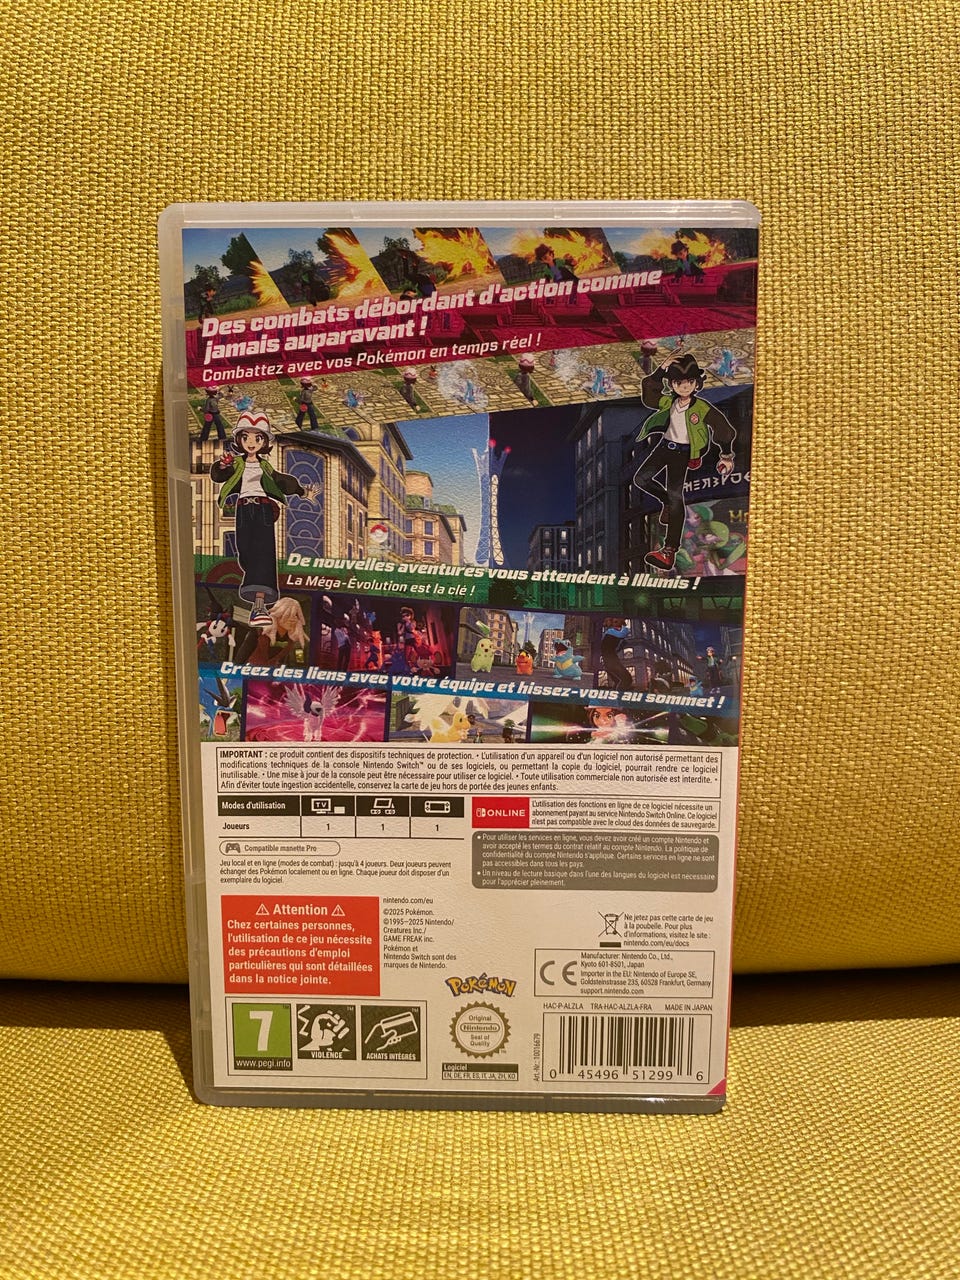 Des combats débordant d'action comme
jamais auparavant !
Combattez avec vos Pokémon en temps réel !
De nouvelles aventures vous attendent à Illumis !
La Méga-Évolution est la clé !
Créez des liens avec votre équipe et hissez-vous au sommet !
IMPORTANT : ce produit contient des dispositifs techniques de protection. • L'utilisation d'un appareil ou d'un logiciel non autorisé permettant des
modifications techniques de la console Nintendo Switch™ ou de ses logiciels, ou permettant la copie du logiciel, pourrait rendre ce logiciel
inutilisable. • Une mise à jour de la console peut être nécessaire pour utiliser ce logiciel. • Toute utilisation commerciale non autorisée est interdite. •
Afin d'éviter toute ingestion accidentelle, conservez la carte de jeu hors de portée des jeunes enfants.
Modes d'utilisation
TV
Joueurs
1
1
1
Compatible manette Pro
Jeu local et en ligne (modes de combat) : jusqu'à 4 joueurs. Deux joueurs peuvent
échanger des Pokémon localement ou en ligne. Chaque joueur doit disposer d'un
exemplaire du logiciel.
ONLINE
L'utilisation des fonctions en ligne de ce logiciel nécessite un
abonnement payant au service Nintendo Switch Online. Ce logiciel
n'est pas compatible avec le cloud des données de sauvegarde.
• Pour utiliser les services en ligne, vous devez avoir créé un compte Nintendo et
avoir accepté les termes du contrat relatif au compte Nintendo. La politique de
confidentialité du compte Nintendo s'applique. Certains services en ligne ne sont
pas accessibles dans tous les pays.
• Un niveau de lecture basique dans l'une des langues du logiciel est nécessaire
pour l'apprécier pleinement.
Attention
Chez certaines personnes,
l'utilisation de ce jeu nécessite
des précautions d'emploi
particulières qui sont détaillées
dans la notice jointe.
nintendo.com/eu
©2025 Pokémon.
©1995–2025 Nintendo/
Creatures Inc./
GAME FREAK inc.
Pokémon et
Nintendo Switch sont des
marques de Nintendo.
Ne jetez pas cette carte de jeu
à la poubelle. Pour plus
d'informations, visitez le site :
nintendo.com/eu/docs
CE
Manufacturer: Nintendo Co., Ltd.,
Kyoto 601-8501, Japan
Importer in the EU: Nintendo of Europe SE,
Goldsteinstrasse 235, 60528 Frankfurt, Germany
support.nintendo.com
POKéMON
7
www.pegi.info
VIOLENCE
ACHATS INTÉGRÉS
Original
Nintendo
Seal of
Quality
Logiciel
EN, DE, FR, ES, IT, JA, ZH, KO
HAC-P-ALZLA TRA-HAC-ALZLA-FRA MADE IN JAPAN
Art.-Nr.: 10016679
0 45496 51299 6